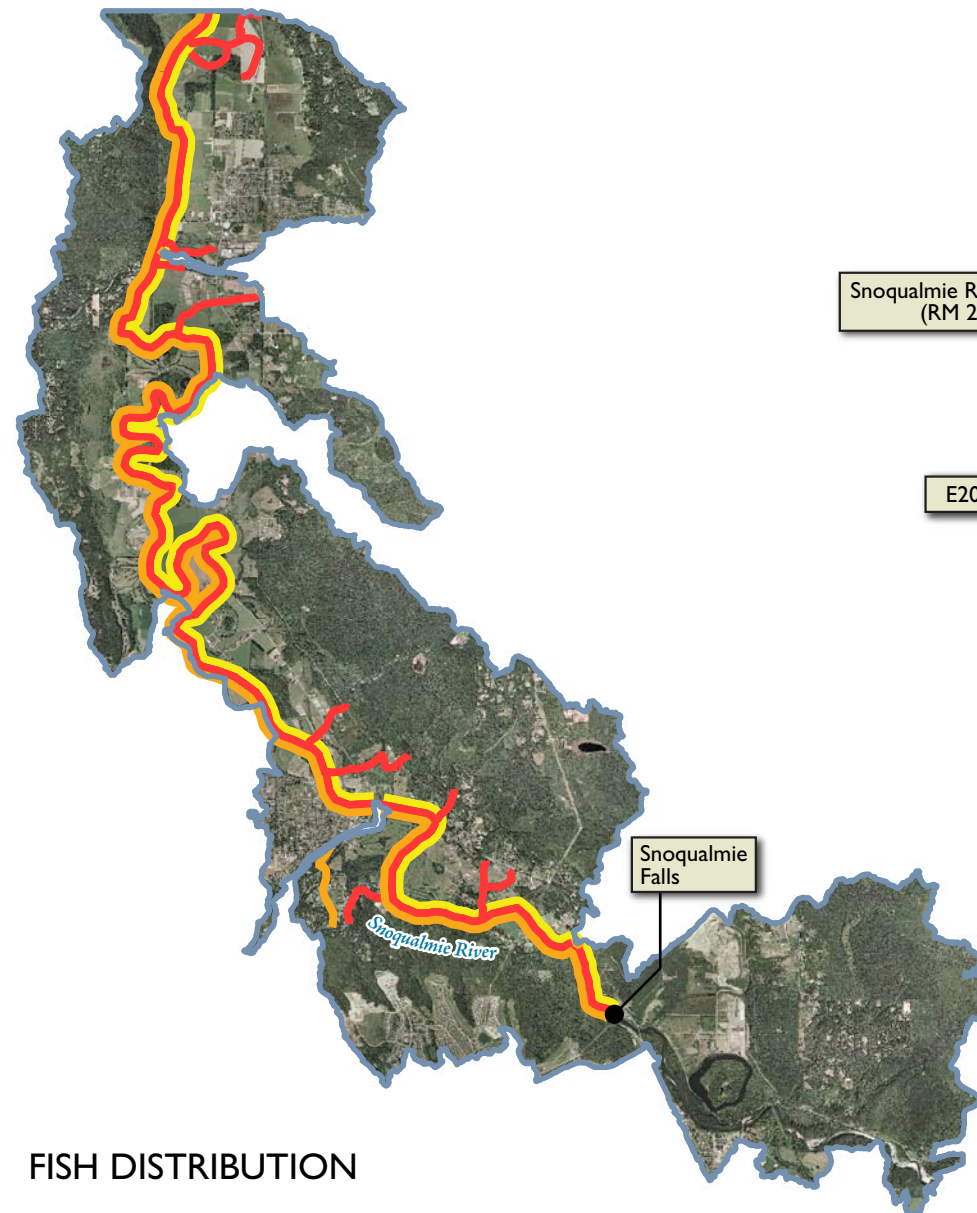 Snoqualmie R
(RM 2
E20
Snoqualmie
Falls
Snoqualmie River
FISH DISTRIBUTION